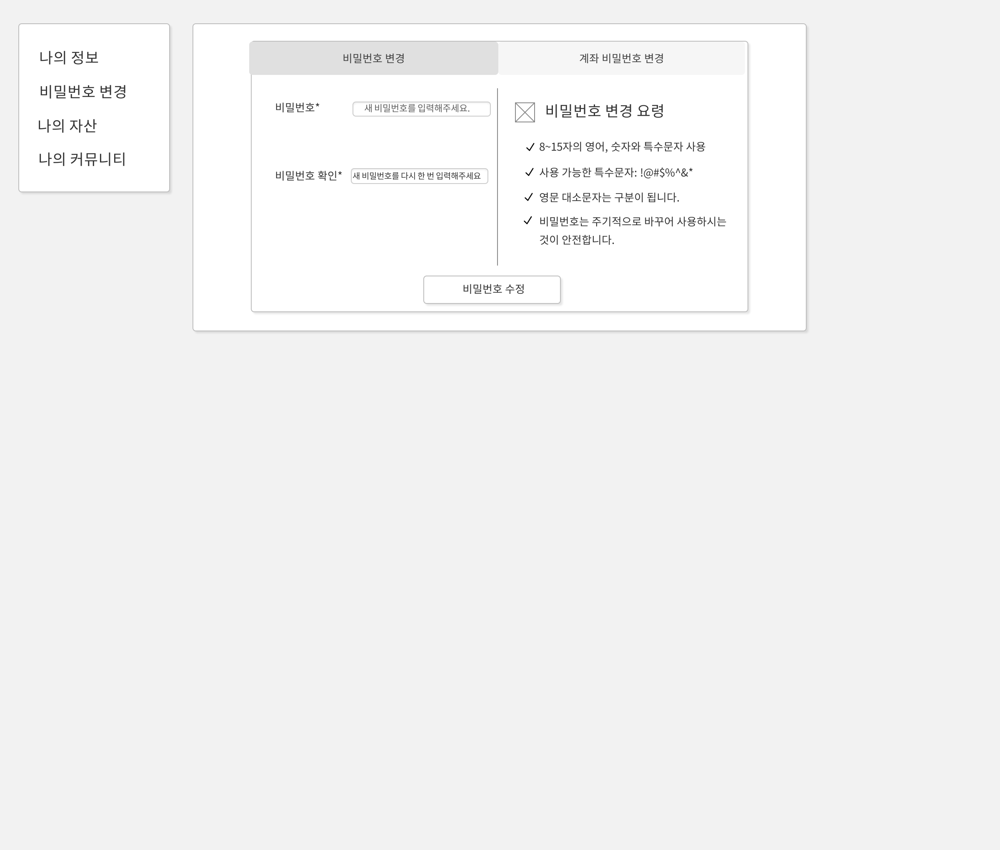 나의 정보
비밀번호 변경
나의 자산
나의 커뮤니티
비밀번호 변경
계좌 비밀번호 변경
비밀번호*
새 비밀번호를 입력해주세요.
비밀번호 확인*
새 비밀번호를 다시 한 번 입력해주세요
비밀번호 변경 요령
8~15자의 영어, 숫자와 특수문자 사용
사용 가능한 특수문자: !@#$%^&*
영문 대소문자는 구분이 됩니다.
비밀번호는 주기적으로 바꾸어 사용하시는
것이 안전합니다.
비밀번호 수정